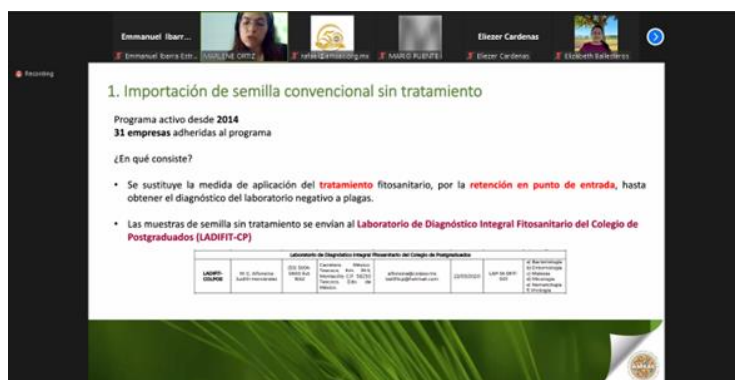 Emmanuel Ibarr...
Eliezer Cardenas
Emmanuel Ibarra Estr...
MARLENE ORTIZ
MARIO PUENTE
Eliezer Cardenas
Elizabeth Ballesteros
Recording
1. Importación de semilla convencional sin tratamiento
Programa activo desde 2014
31 empresas adheridas al programa
¿En qué consiste?
• Se sustituye la medida de aplicación del tratamiento fitosanitario, por la retención en punto de entrada, hasta
obtener el diagnóstico del laboratorio negativo a plagas.
• Las muestras de semilla sin tratamiento se envían al Laboratorio de Diagnóstico Integral Fitosanitario del Colegio de
Postgraduados (LADIFIT-CP)
Laboratorio de Diagnóstico Integral Fitosanitario del Colegio de Postgraduados
LADIFIT-
COLPOS